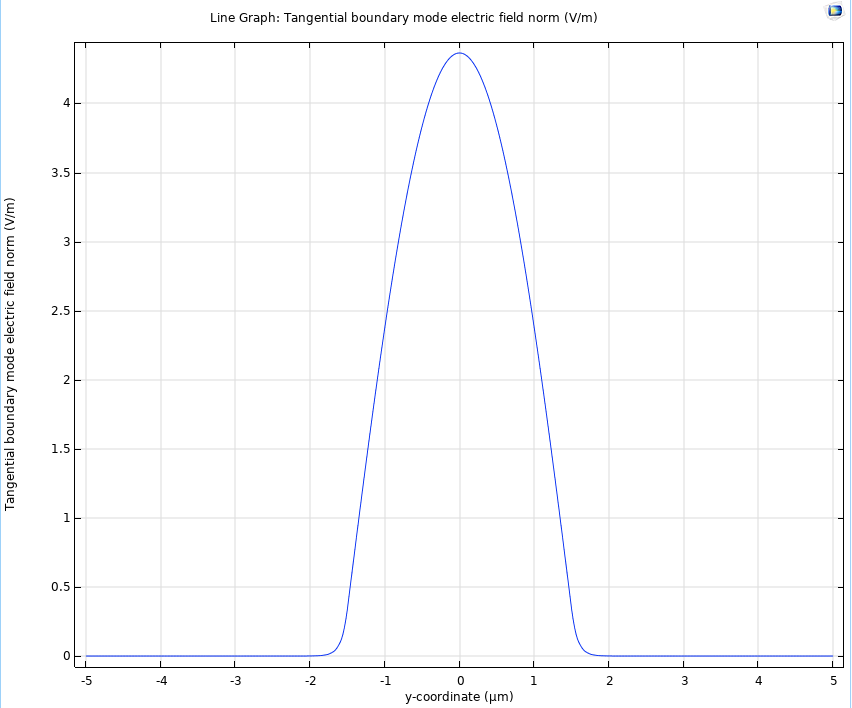 Line Graph: Tangential boundary mode electric field norm (V/m)
Tangential boundary mode electric field norm (V/m)
4
3.5
3
2.5
2
1.5
1
0.5
0
-5 -4 -3 -2 -1 0 1 2 3 4 5
y-coordinate (μm)